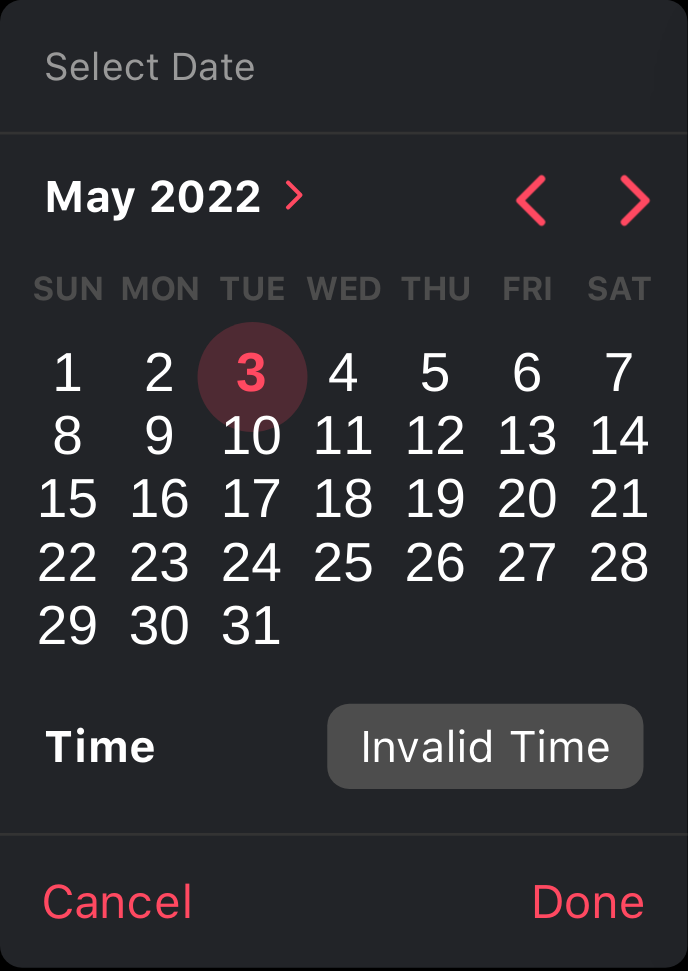 Select Date
May 2022
SUN MON TUE WED THU FRI SAT
1 2 3 4 5 6 7
8 9 10 11 12 13 14
15 16 17 18 19 20 21
22 23 24 25 26 27 28
29 30 31
Time Invalid Time
Cancel Done